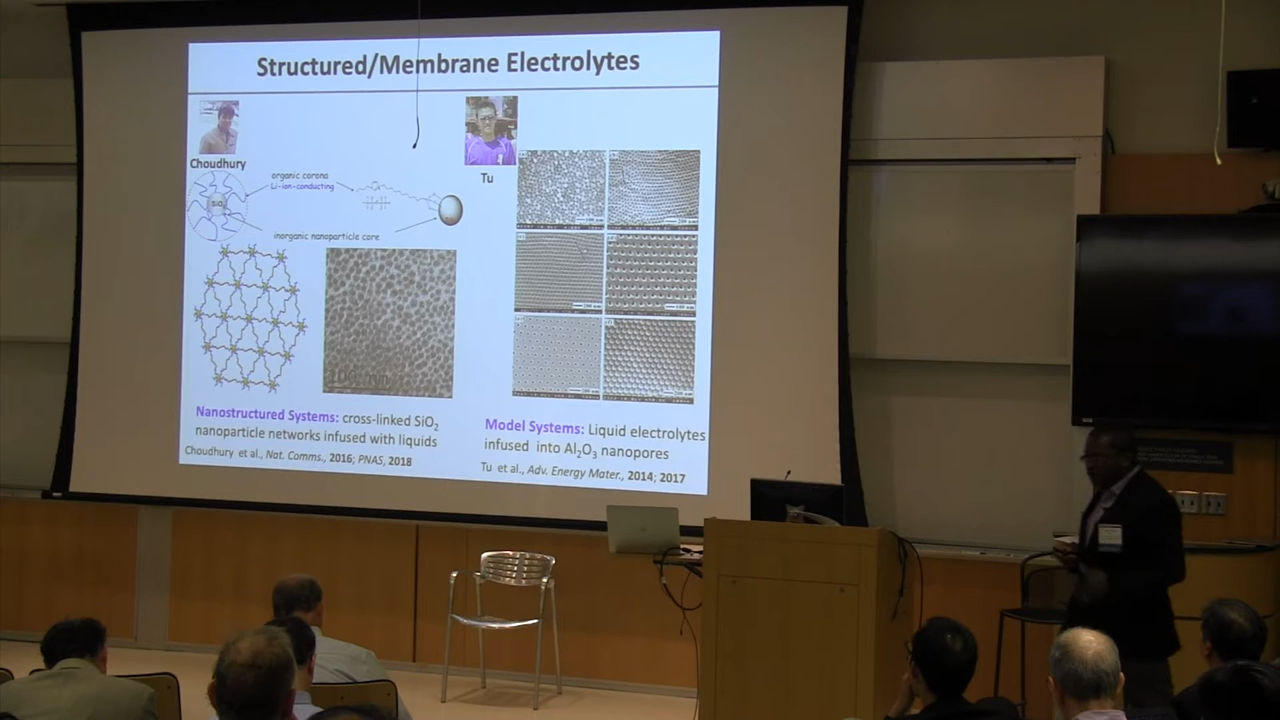 Structured/Membrane Electrolytes
Choudhury
Tu
organic corona
Li-ion-conducting
SiO
inorganic nanoparticle core
Nanostructured Systems: cross-linked SiO₂
nanoparticle networks infused with liquids
Choudhury et al., Nat. Comms., 2016; PNAS, 2018
Model Systems: Liquid electrolytes
infused into Al₂O₃ nanopores
Tu et al., Adv. Energy Mater., 2014; 2017